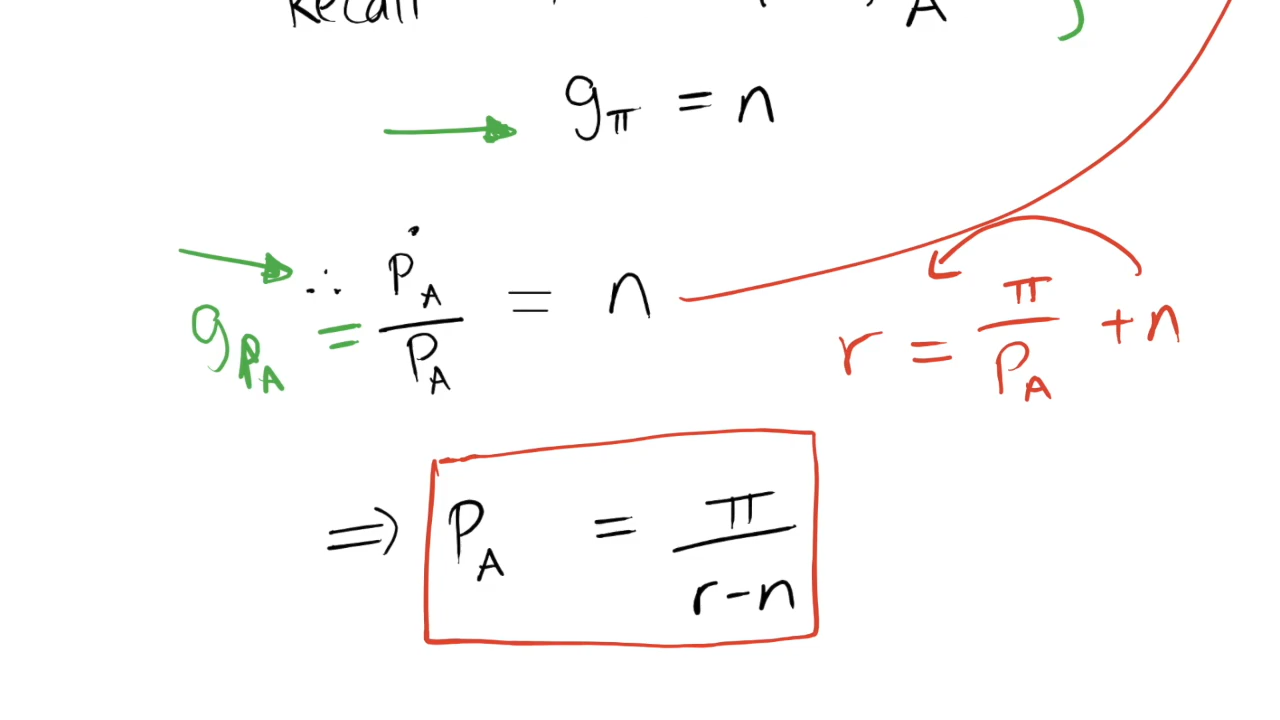 Recall A }
g_π = n
∴ Ṗ_A / P_A = n
g_{P_A} =
r = π / P_A + n
⇒ P_A = π / (r-n)